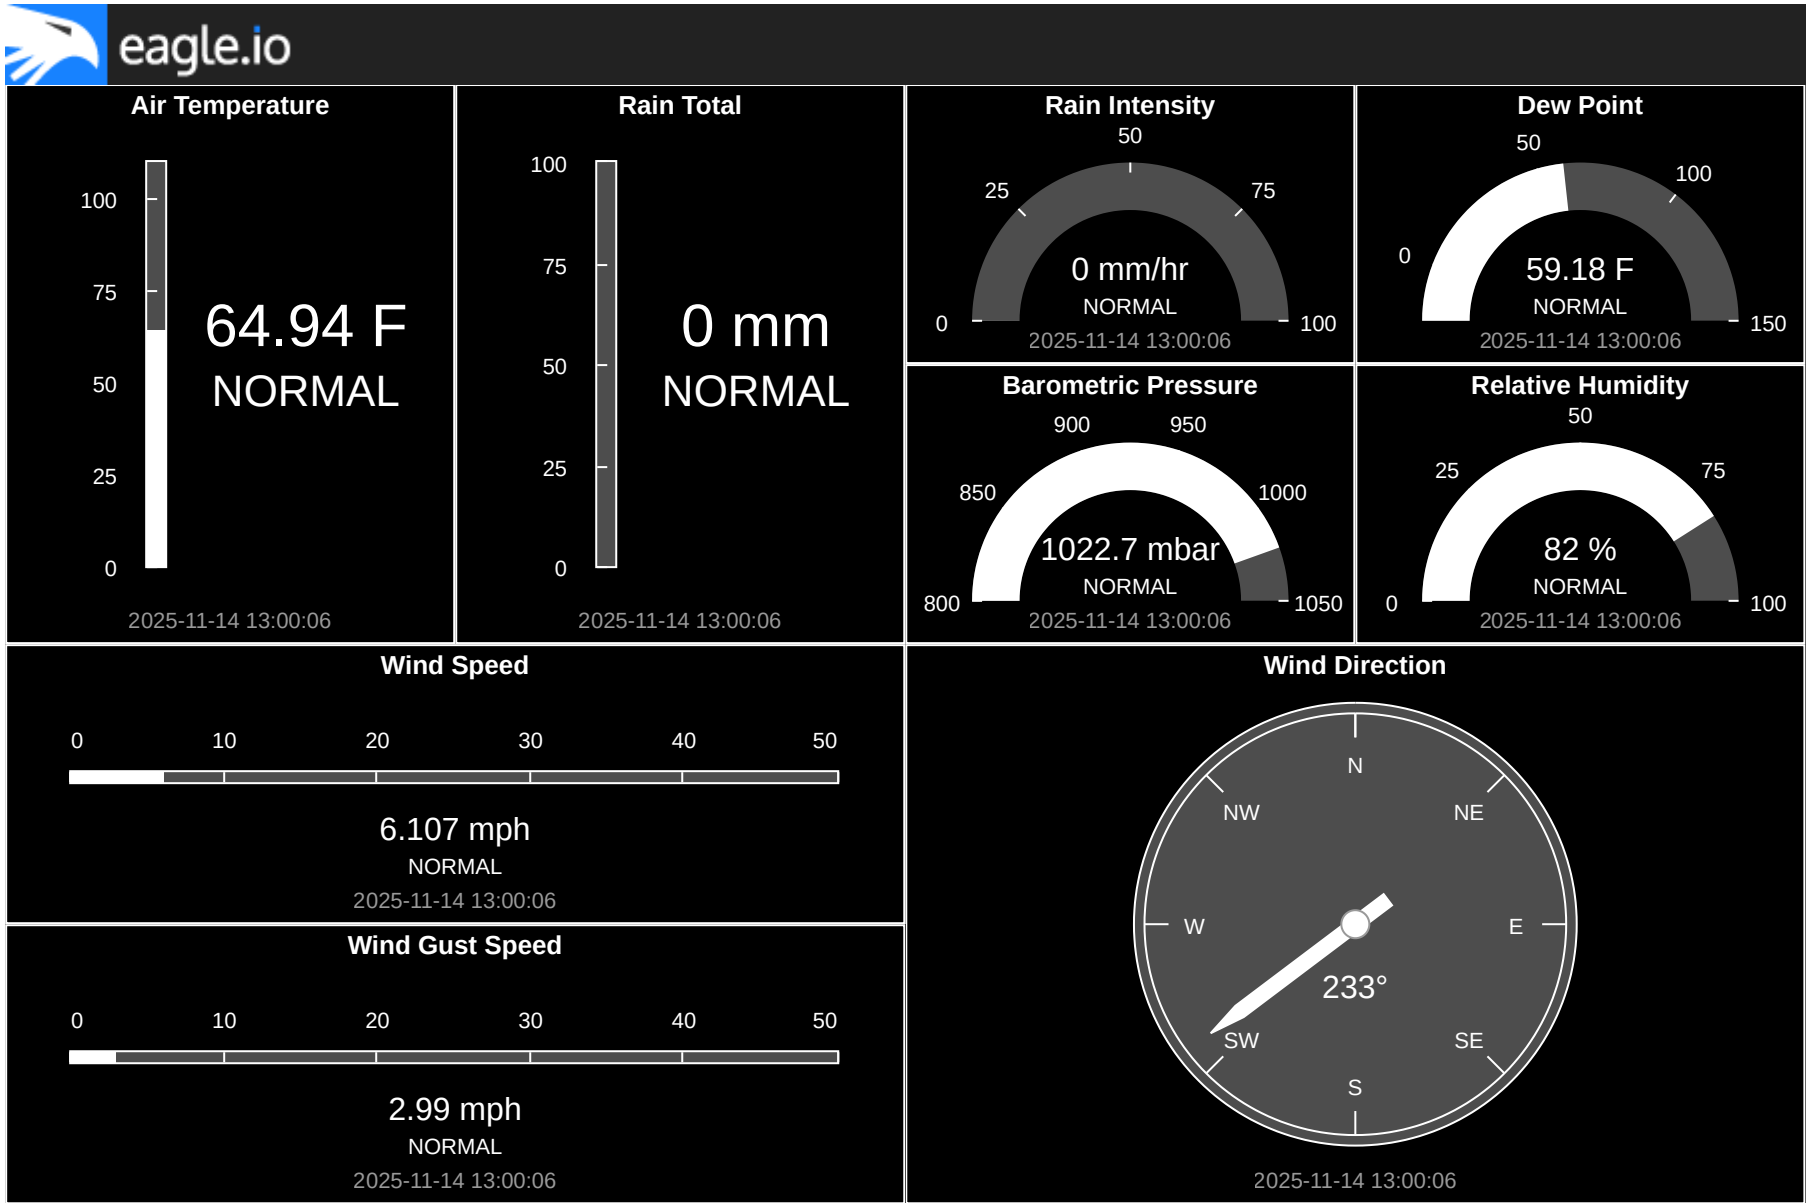 eagle.io
Air Temperature
100
75
50
25
0
64.94 F
NORMAL
2025-11-14 13:00:06
Rain Total
100
75
50
25
0
0 mm
NORMAL
2025-11-14 13:00:06
Rain Intensity
50
25
75
0
100
0 mm/hr
NORMAL
2025-11-14 13:00:06
Dew Point
50
100
0
150
59.18 F
NORMAL
2025-11-14 13:00:06
Barometric Pressure
900
950
850
1000
800
1050
1022.7 mbar
NORMAL
2025-11-14 13:00:06
Relative Humidity
50
25
75
0
100
82 %
NORMAL
2025-11-14 13:00:06
Wind Speed
0 10 20 30 40 50
6.107 mph
NORMAL
2025-11-14 13:00:06
Wind Gust Speed
0 10 20 30 40 50
2.99 mph
NORMAL
2025-11-14 13:00:06
Wind Direction
N
NW
NE
W
E
233°
SW
SE
S
2025-11-14 13:00:06